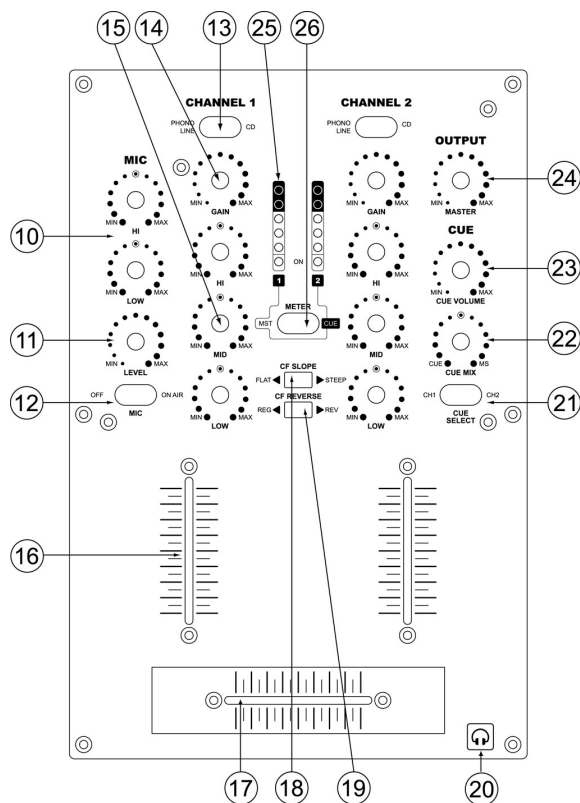 15 14 13 25 26
CHANNEL 1
CHANNEL 2
PHONO LINE
CD
PHONO LINE
CD
MIC
OUTPUT
MIN MAX
GAIN
MIN MAX
GAIN
MIN MAX
MASTER
24
10
MIN MAX
HI
MIN MAX
HI
ON
1
2
MIN MAX
HI
CUE
MIN MAX
LOW
MIN MAX
CUE VOLUME
23
METER
MST
CUE
11
MIN MAX
LEVEL
MIN MAX
MID
MIN MAX
MID
CUE MS
CUE MIX
22
CF SLOPE
FLAT STEEP
12
OFF ON AIR
MIC
MIN MAX
LOW
CF REVERSE
REG REV
MIN MAX
LOW
CH1 CH2
CUE
SELECT
21
16
17 18 19 20